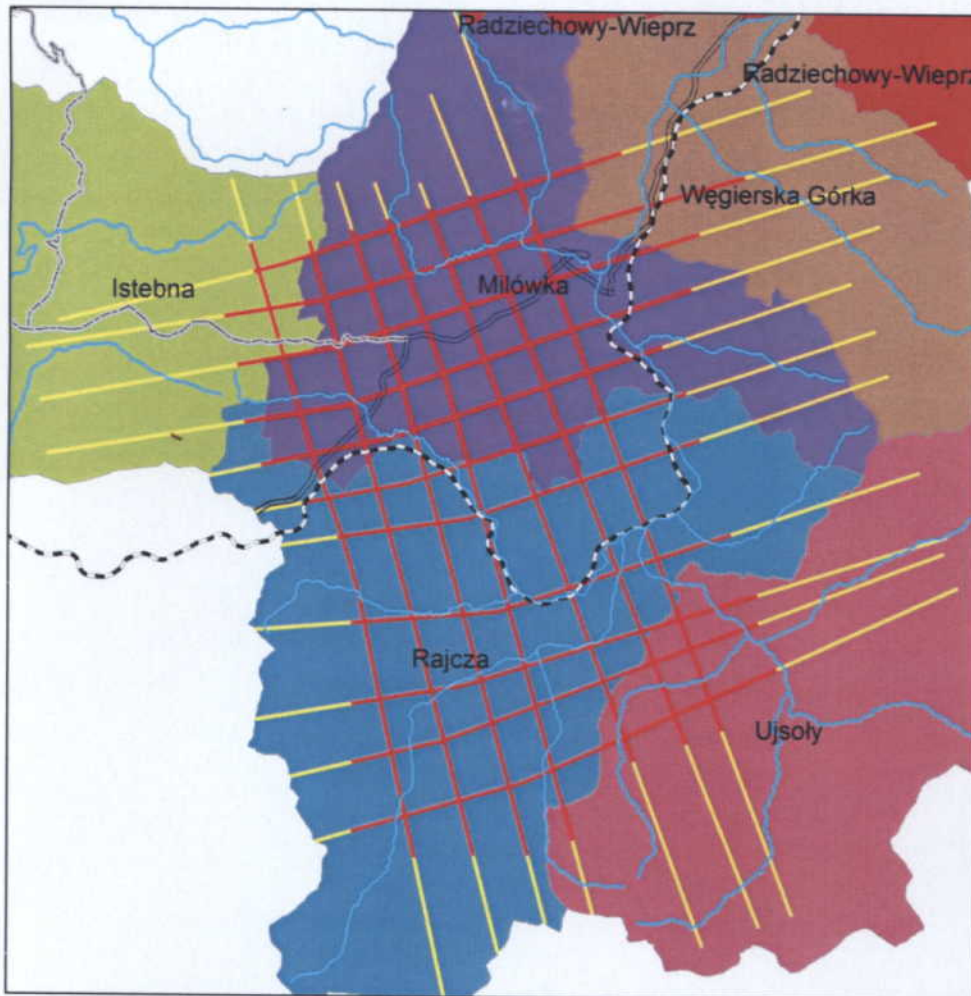 Radziechowy-Wieprz
Radziechowy-Wieprz
Węgierska Górka
Istebna
Milówka
Rajcza
Ujsoły